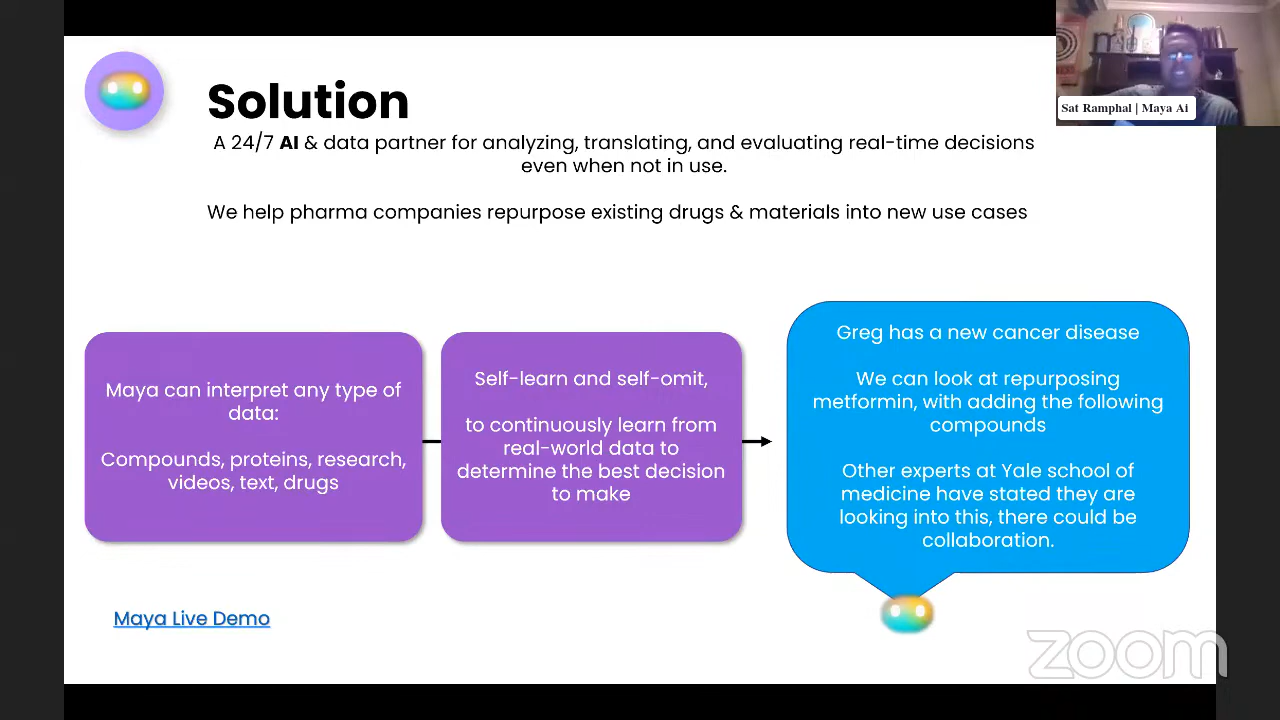 Sat Ramphal | Maya Ai
Solution
A 24/7 AI & data partner for analyzing, translating, and evaluating real-time decisions
even when not in use.
We help pharma companies repurpose existing drugs & materials into new use cases
Maya can interpret any type of
data:
Compounds, proteins, research,
videos, text, drugs
Self-learn and self-omit,
to continuously learn from
real-world data to
determine the best decision
to make
Greg has a new cancer disease
We can look at repurposing
metformin, with adding the following
compounds
Other experts at Yale school of
medicine have stated they are
looking into this, there could be
collaboration.
Maya Live Demo
zoom